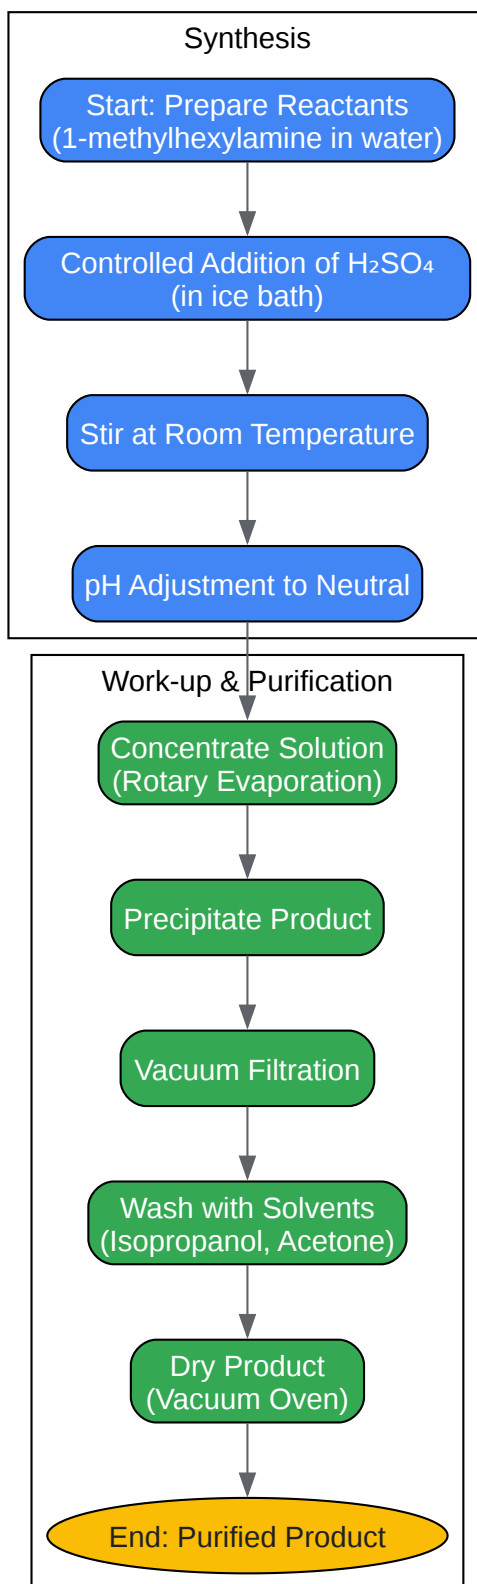 Synthesis
Start: Prepare Reactants
(1-methylhexylamine in water)
Controlled Addition of H₂SO₄
(in ice bath)
Stir at Room Temperature
pH Adjustment to Neutral
Work-up & Purification
Concentrate Solution
(Rotary Evaporation)
Precipitate Product
Vacuum Filtration
Wash with Solvents
(Isopropanol, Acetone)
Dry Product
(Vacuum Oven)
End: Purified Product